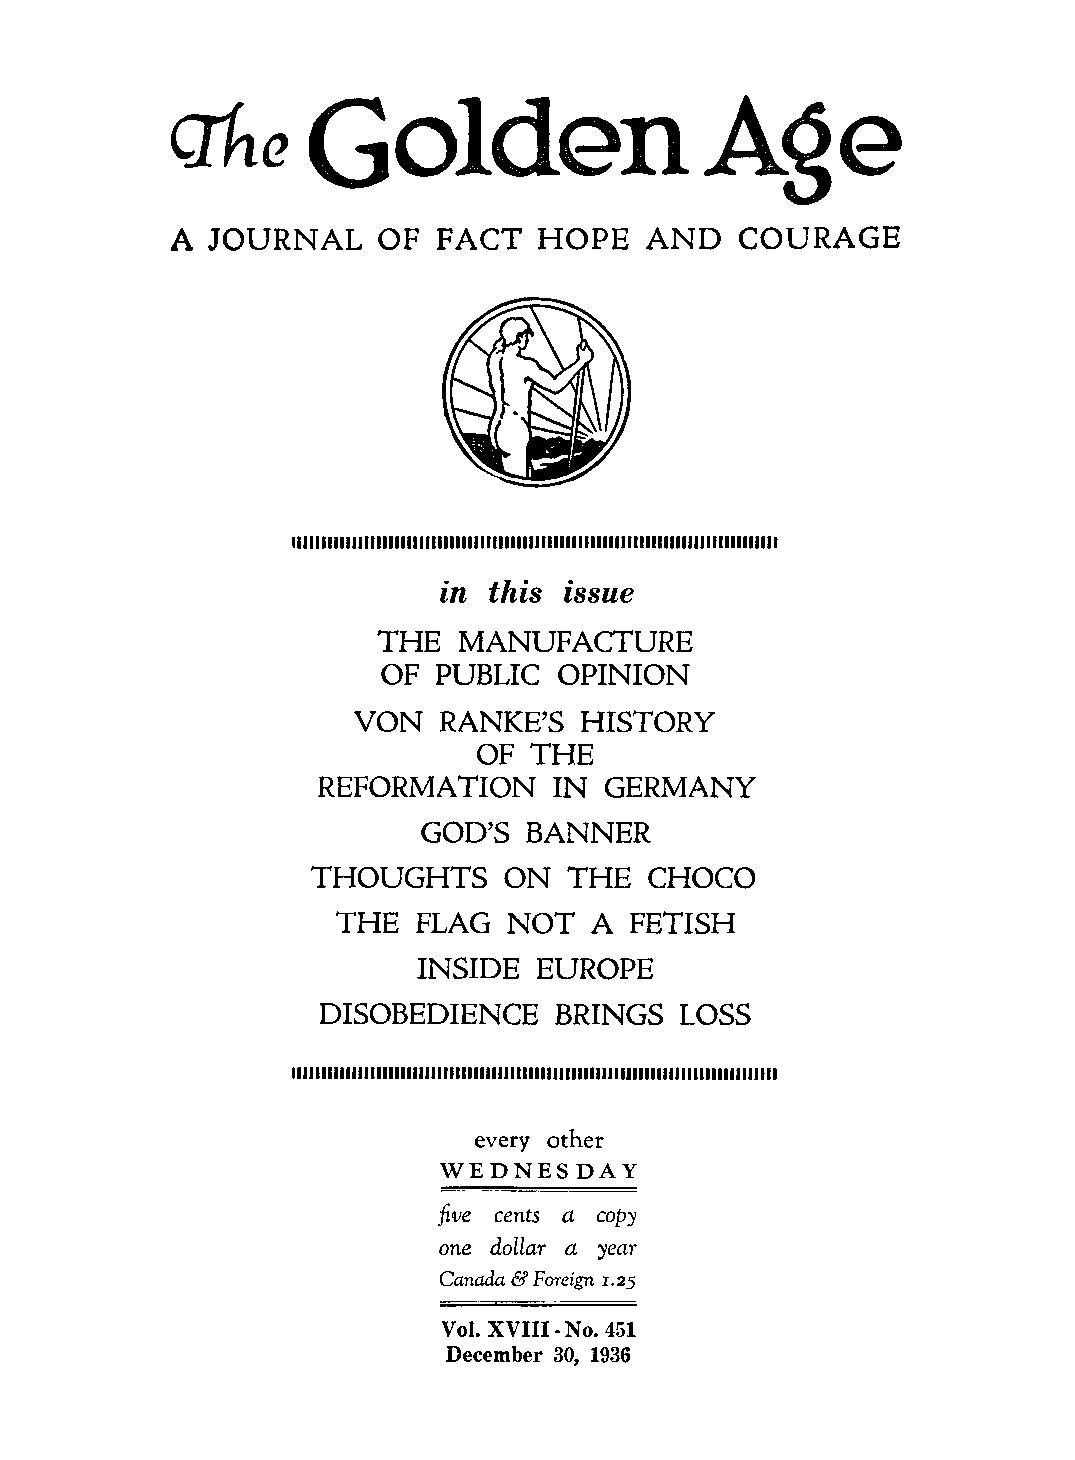 The Golden Age
A JOURNAL OF FACT HOPE AND COURAGE
in this issue
THE MANUFACTURE
OF PUBLIC OPINION
VON RANKE'S HISTORY
OF THE
REFORMATION IN GERMANY
GOD'S BANNER
THOUGHTS ON THE CHOCO
THE FLAG NOT A FETISH
INSIDE EUROPE
DISOBEDIENCE BRINGS LOSS
every other
WEDNESDAY
five cents a copy
one dollar a year
Canada & Foreign 1.25
Vol. XVIII - No. 451
December 30, 1936